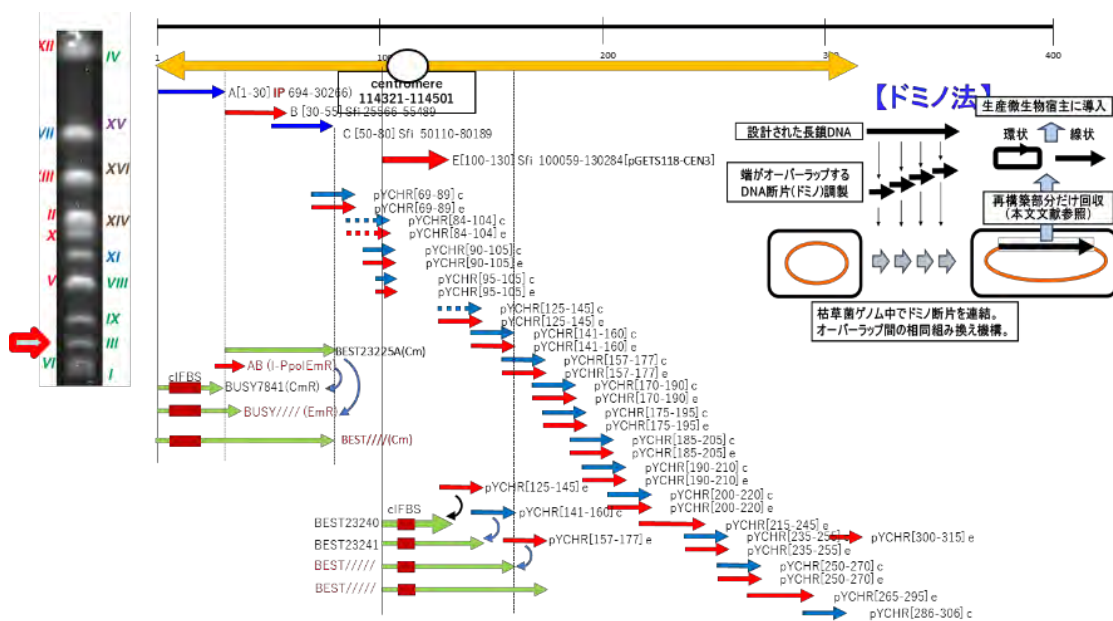 XII
IV
XV
VII
XVI
XIII
II
XIV
X
XI
V
VIII
IX
III
VI
I
1
100
200
300
400
centromere
114321-114501
A[1-30] IP 694-30266)
B [30-55] Sfi 25566-55489
C [50-80] Sfi 50110-80189
E[100-130] Sfi 100059-130284[pGETS118-CEN3]
pYCHR[69-89] c
pYCHR[69-89] e
pYCHR[84-104] c
pYCHR[84-104] e
pYCHR[90-105] c
pYCHR[90-105] e
pYCHR[95-105] c
pYCHR[95-105] e
pYCHR[125-145] c
pYCHR[125-145] e
pYCHR[141-160] c
pYCHR[141-160] e
pYCHR[157-177] c
pYCHR[157-177] e
pYCHR[170-190] c
pYCHR[170-190] e
pYCHR[175-195] c
pYCHR[175-195] e
pYCHR[185-205] c
pYCHR[185-205] e
pYCHR[190-210] c
pYCHR[190-210] e
pYCHR[200-220] c
pYCHR[200-220] e
pYCHR[215-245] e
pYCHR[235-255] c
pYCHR[235-255] e
pYCHR[300-315] e
pYCHR[250-270] c
pYCHR[250-270] e
pYCHR[265-295] e
pYCHR[286-306] c
BEST23225A(Cm)
AB (I-PpoI EmR)
cIFBS
BUSY7841(CmR)
BUSY//// (EmR)
BEST////(Cm)
pYCHR[125-145] e
cIFBS
pYCHR[141-160] c
BEST23240
pYCHR[157-177] e
BEST23241
BEST/////
BEST/////
【ドミノ法】
生産微生物宿主に導入
設計された長鎖DNA
環状
線状
端がオーバーラップする
DNA断片(ドミノ)調製
再構築部分だけ回収
(本文文献参照)
枯草菌ゲノム中でドミノ断片を連結。
オーバーラップ間の相同組み換え機構。